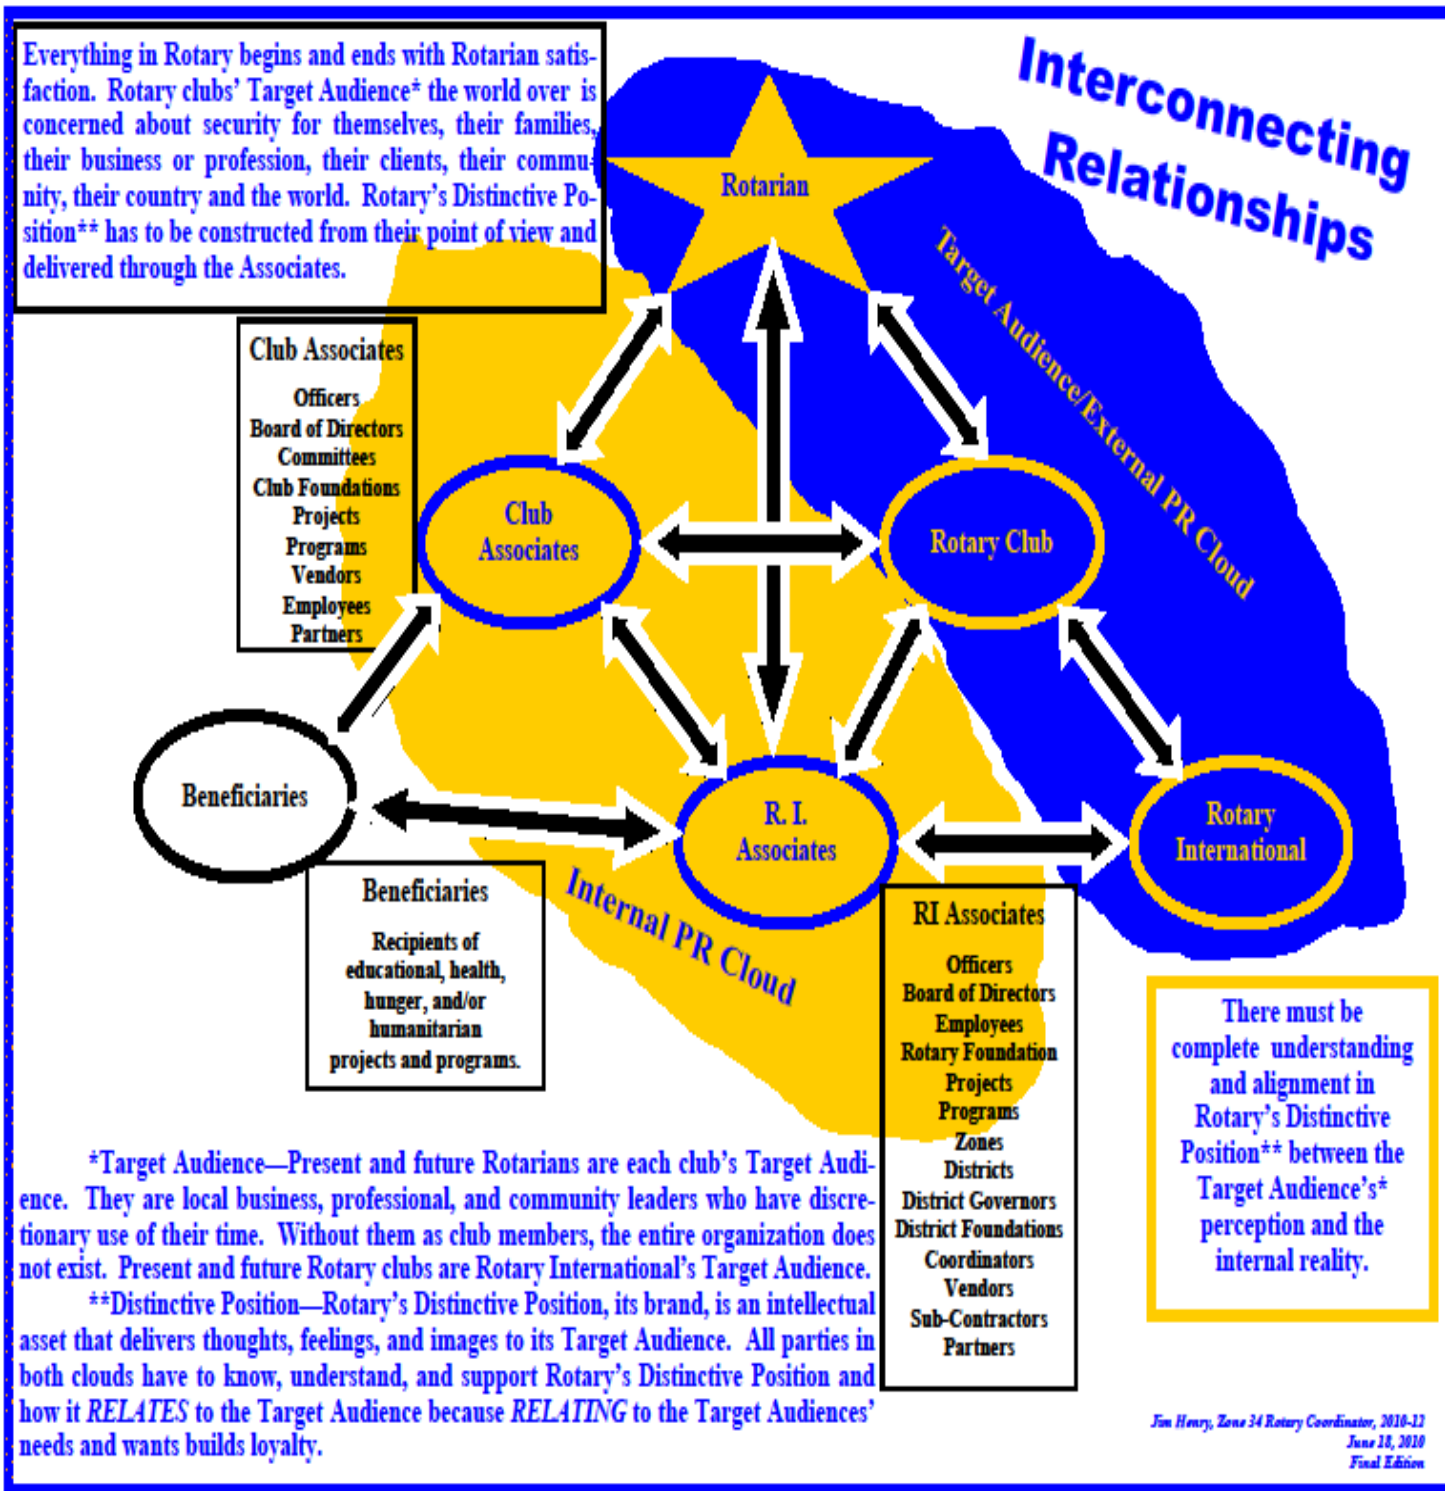 Everything in Rotary begins and ends with Rotarian satis-
faction. Rotary clubs' Target Audience* the world over is
concerned about security for themselves, their families,
their business or profession, their clients, their commu-
nity, their country and the world. Rotary's Distinctive Po-
sition** has to be constructed from their point of view and
delivered through the Associates.
Interconnecting
Relationships
Rotarian
Target Audience/External PR Cloud
Club Associates
Officers
Board of Directors
Committees
Club Foundations
Projects
Programs
Vendors
Employees
Partners
Club
Associates
Rotary Club
Beneficiaries
R. I.
Associates
Rotary
International
Internal PR Cloud
Beneficiaries
Recipients of
educational, health,
hunger, and/or
humanitarian
projects and programs.
RI Associates
Officers
Board of Directors
Employees
Rotary Foundation
Projects
Programs
Zones
Districts
District Governors
District Foundations
Coordinators
Vendors
Sub-Contractors
Partners
There must be
complete understanding
and alignment in
Rotary's Distinctive
Position** between the
Target Audience's*
perception and the
internal reality.
*Target Audience—Present and future Rotarians are each club's Target Audi-
ence. They are local business, professional, and community leaders who have discre-
tionary use of their time. Without them as club members, the entire organization does
not exist. Present and future Rotary clubs are Rotary International's Target Audience.
**Distinctive Position—Rotary's Distinctive Position, its brand, is an intellectual
asset that delivers thoughts, feelings, and images to its Target Audience. All parties in
both clouds have to know, understand, and support Rotary's Distinctive Position and
how it RELATES to the Target Audience because RELATING to the Target Audiences'
needs and wants builds loyalty.
Jim Henry, Zone 34 Rotary Coordinator, 2010-12
June 18, 2010
Final Edition